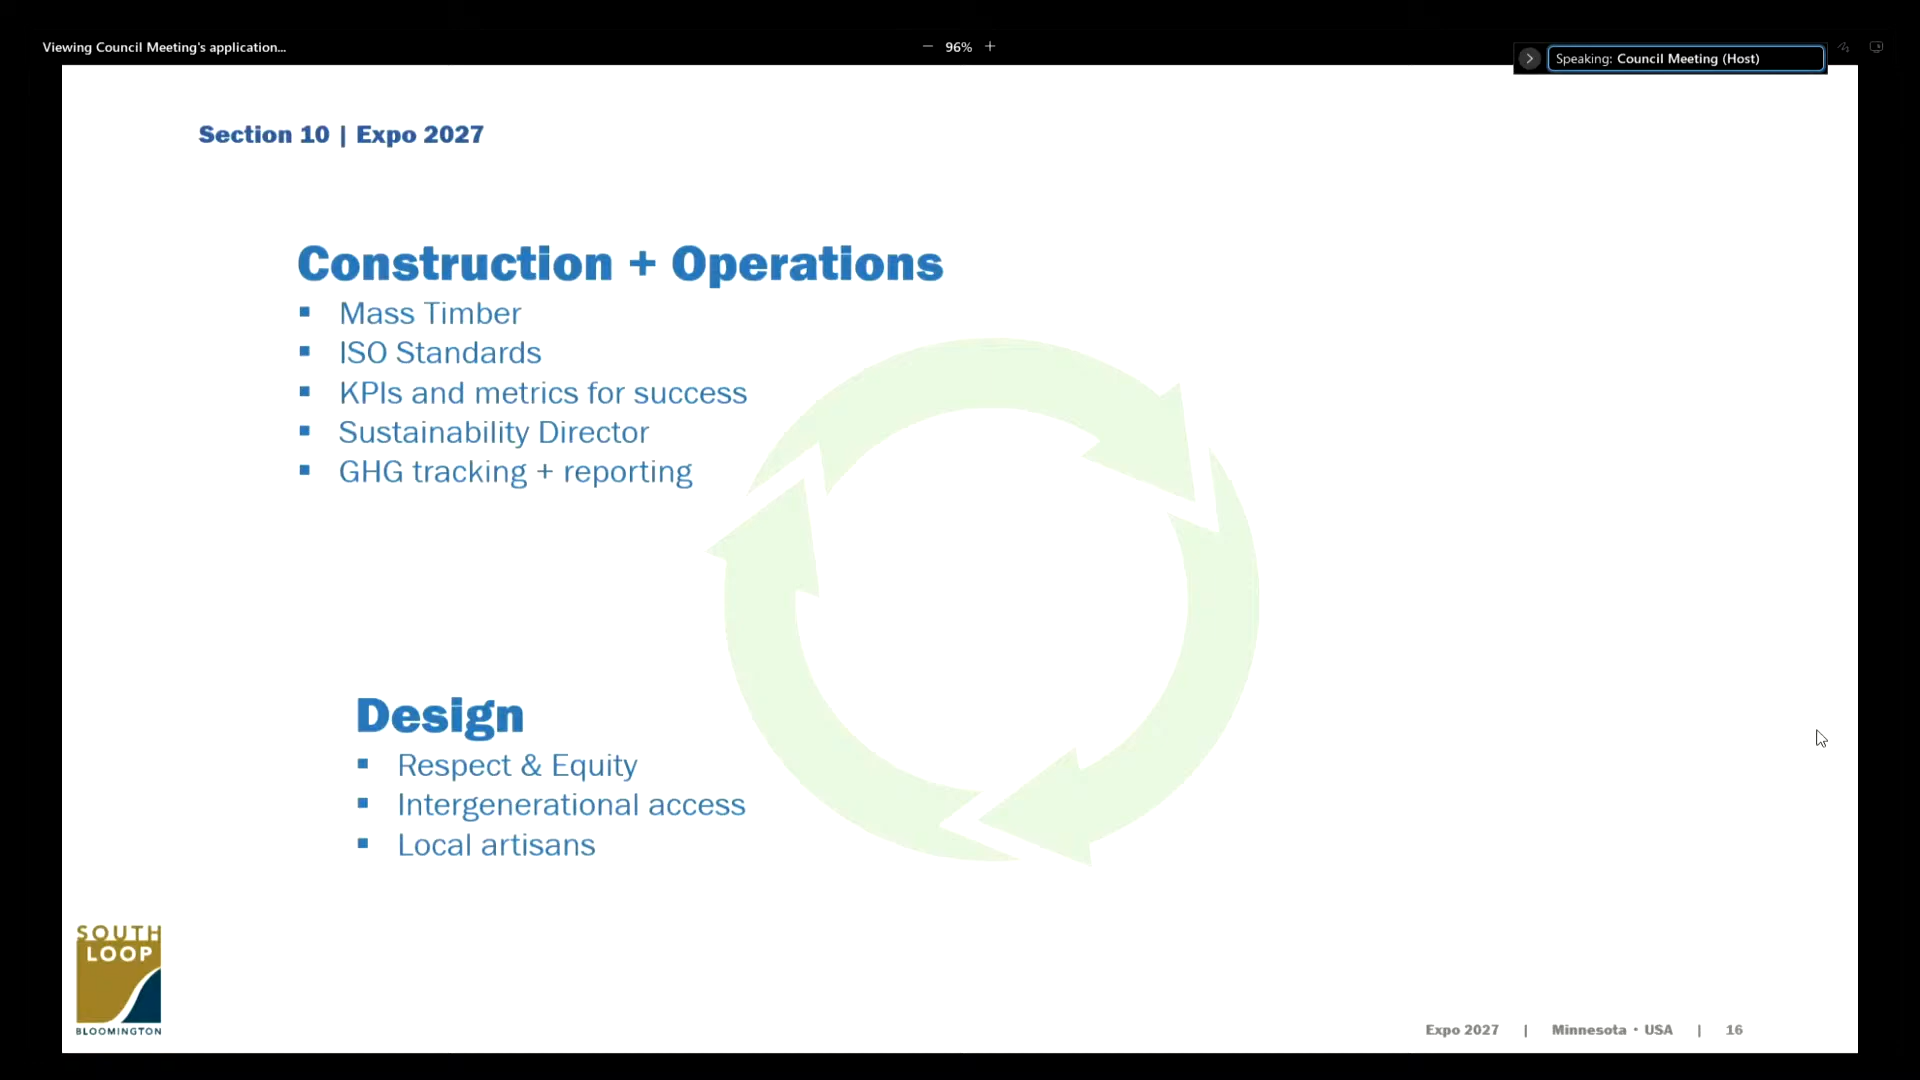 Viewing Council Meeting's application...
− 96% +
Speaking: Council Meeting (Host)
Section 10 | Expo 2027
Construction + Operations
▪ Mass Timber
▪ ISO Standards
▪ KPIs and metrics for success
▪ Sustainability Director
▪ GHG tracking + reporting
Design
▪ Respect & Equity
▪ Intergenerational access
▪ Local artisans
SOUTH
LOOP
BLOOMINGTON
Expo 2027 | Minnesota • USA | 16